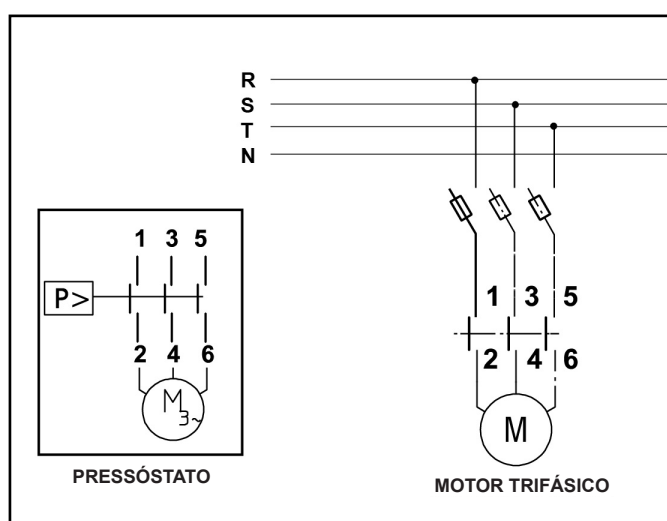 R
S
T
N
1 3 5
P>
2 4 6
M
3~
PRESSÓSTATO
1 3 5
2 4 6
M
MOTOR TRIFÁSICO